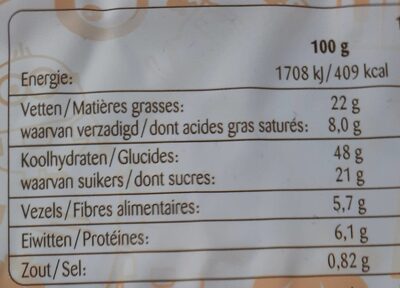 100 g
Energie: 1708 kJ/409 kcal
Vetten/Matières grasses: 22 g
waarvan verzadigd/dont acides gras saturés: 8,0 g
Koolhydraten/Glucides: 48 g
waarvan suikers/dont sucres: 21 g
Vezels/Fibres alimentaires: 5,7 g
Eiwitten/Protéines: 6,1 g
Zout/Sel: 0,82 g